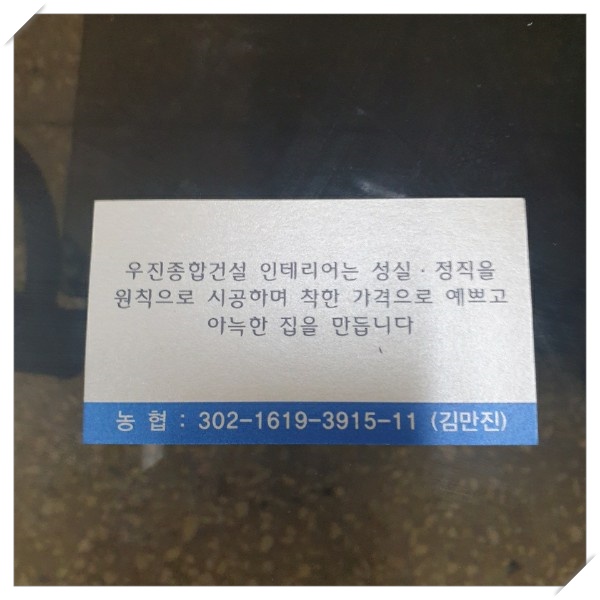 우진종합건설 인테리어는 성실·정직을
원칙으로 시공하며 착한 가격으로 예쁘고
아늑한 집을 만듭니다
농 협 : 302-1619-3915-11 (김만진)